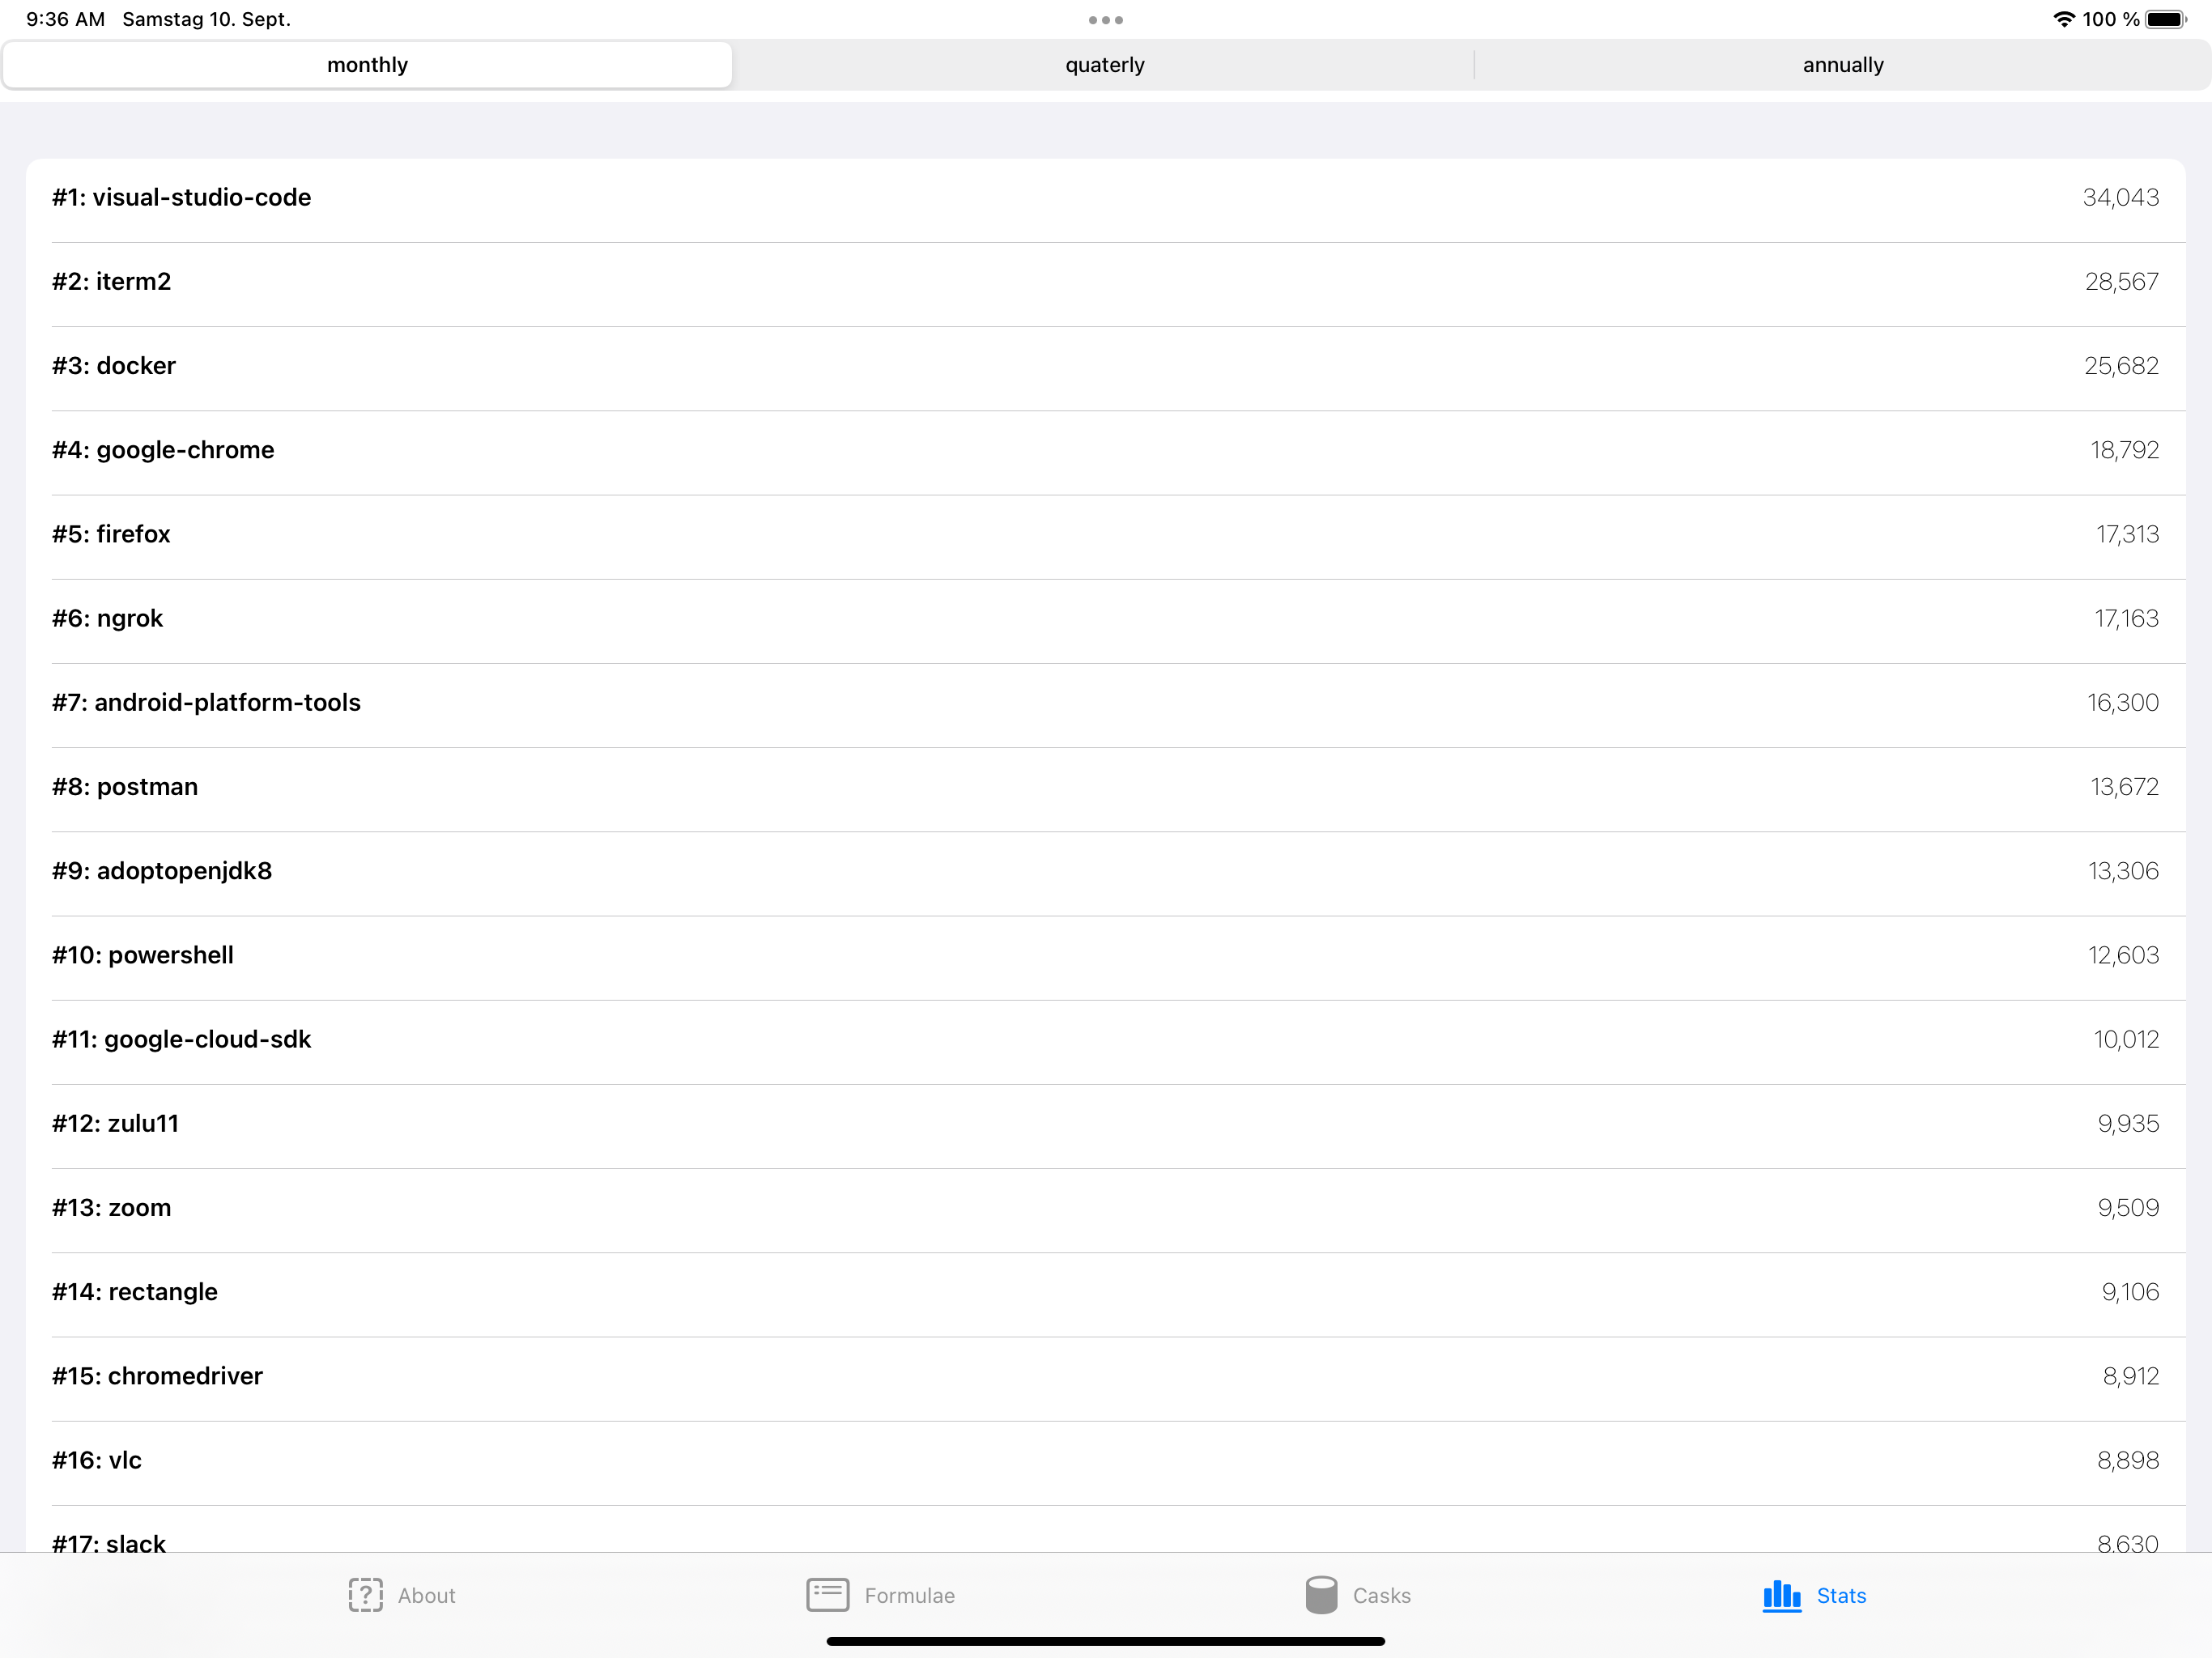 9:36 AM Samstag 10. Sept. 100 %
monthly quaterly annually
#1: visual-studio-code 34,043
#2: iterm2 28,567
#3: docker 25,682
#4: google-chrome 18,792
#5: firefox 17,313
#6: ngrok 17,163
#7: android-platform-tools 16,300
#8: postman 13,672
#9: adoptopenjdk8 13,306
#10: powershell 12,603
#11: google-cloud-sdk 10,012
#12: zulu11 9,935
#13: zoom 9,509
#14: rectangle 9,106
#15: chromedriver 8,912
#16: vlc 8,898
#17: slack 8,630
About Formulae Casks Stats